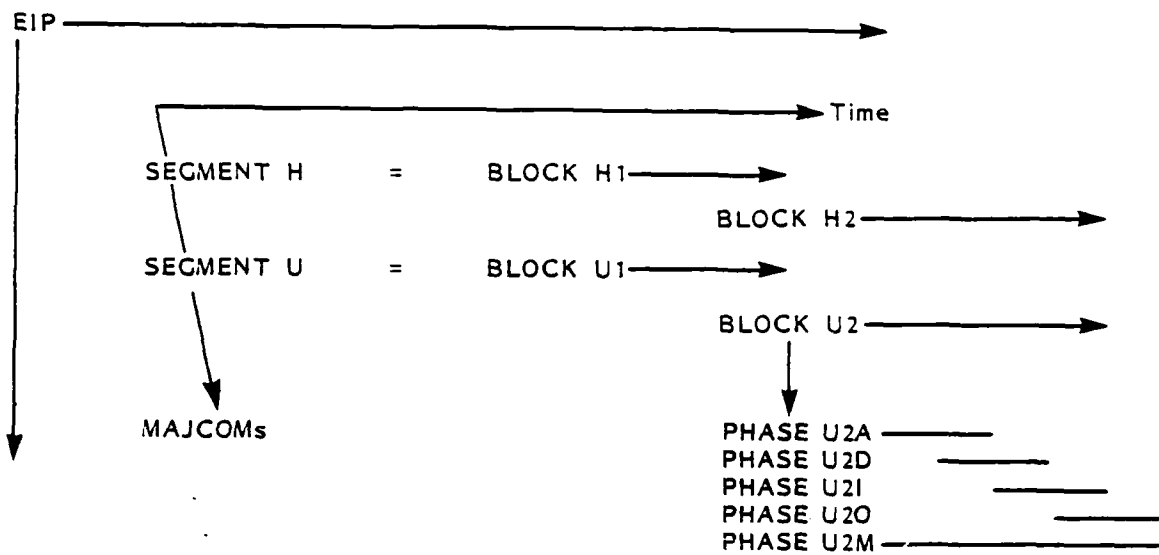 EIP
Time
SEGMENT H = BLOCK H1
BLOCK H2
SEGMENT U = BLOCK U1
BLOCK U2
MAJCOMs
PHASE U2A
PHASE U2D
PHASE U2I
PHASE U2O
PHASE U2M